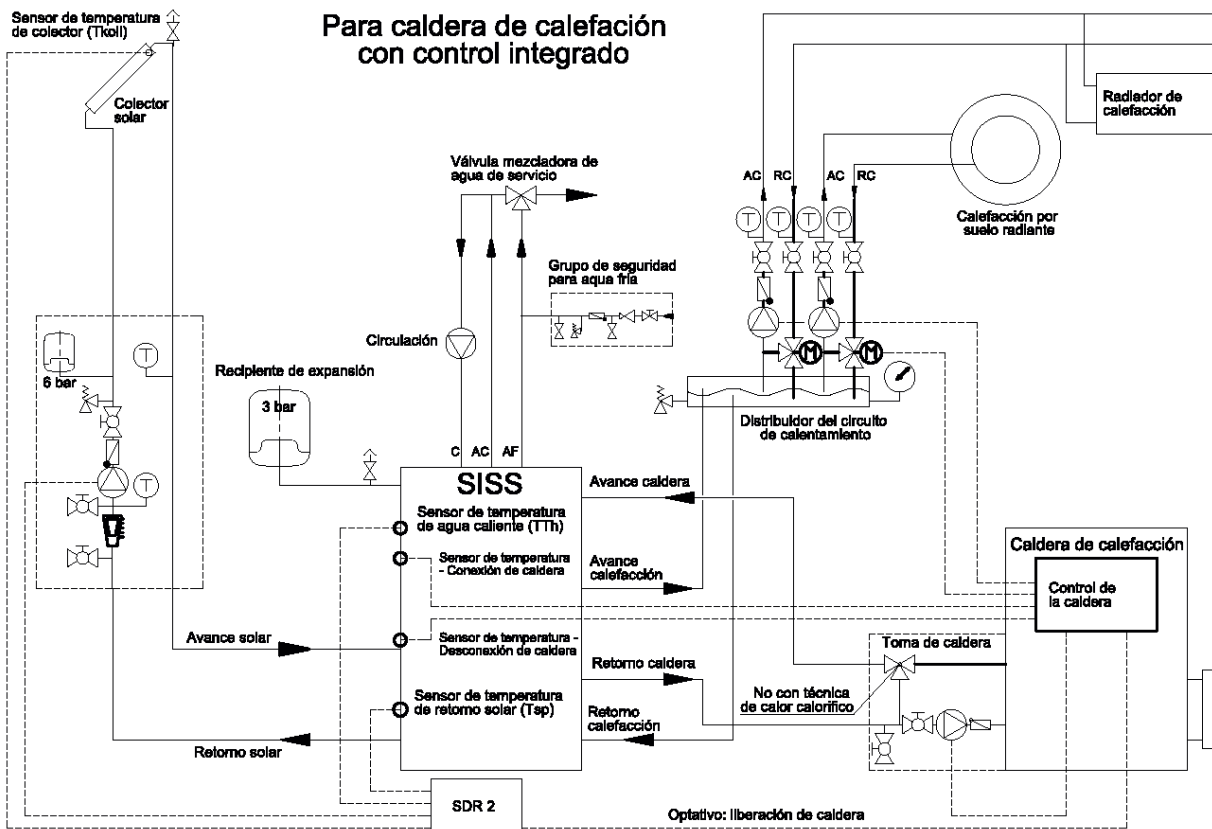 Sensor de temperatura
de colector (Tkoll)
Para caldera de calefación
con control integrado
Colector
solar
Radiador de
calefacción
Válvula mezcladora de
agua de servicio
AC
RC
AC
RC
T
T
T
T
Calefacción por
suelo radiante
Grupo de seguridad
para aqua fría
Circulación
T
6 bar
M
M
Recipiente de expansión
3 bar
Distribuidor del circuito
de calentamiento
C
AC
AF
SISS
Avance caldera
T
Sensor de temperatura
de agua caliente (TTh)
Sensor de temperatura
- Conexión de caldera
Avance
calefacción
Caldera de calefacción
Control de
la caldera
Avance solar
Sensor de temperatura -
Desconexión de caldera
Toma de caldera
Retorno caldera
Sensor de temperatura
de retorno solar (Tsp)
No con técnica
de calor calorifico
Retorno
calefacción
Retorno solar
SDR 2
Optativo: liberación de caldera